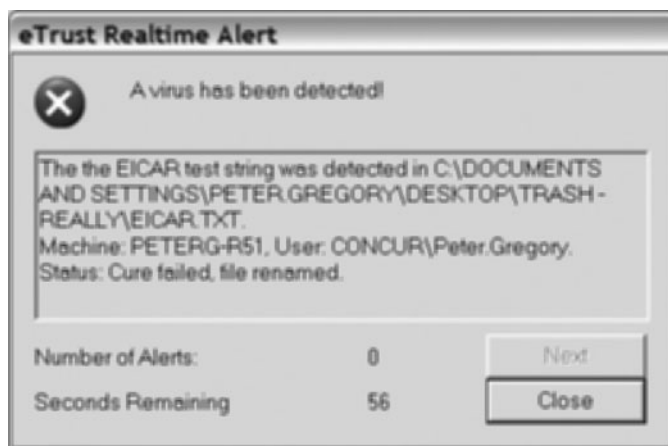 eTrust Realtime Alert
A virus has been detected!
The the EICAR test string was detected in C:\DOCUMENTS
AND SETTINGS\PETER.GREGORY\DESKTOP\TRASH -
REALLY\EICAR.TXT.
Machine: PETERG-R51, User: CONCUR\Peter.Gregory.
Status: Cure failed, file renamed.
Number of Alerts: 0 Next
Seconds Remaining 56 Close